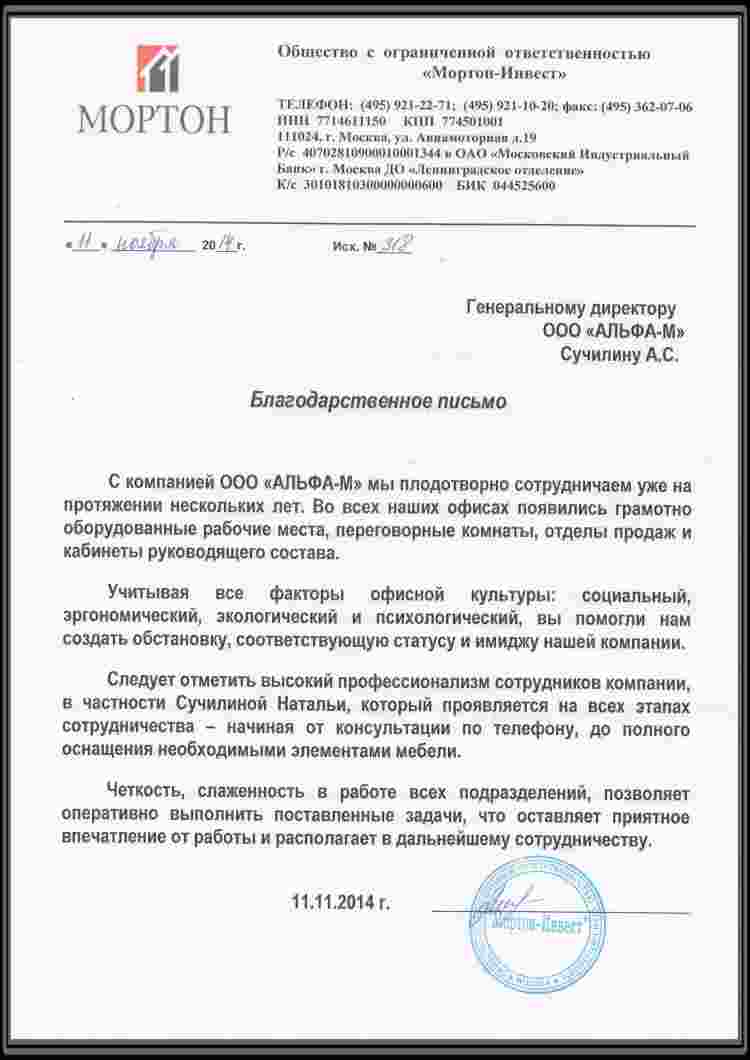 МОРТОН
Общество с ограниченной ответственностью
«Мортон-Инвест»
ТЕЛЕФОН: (495) 921-22-71; (495) 921-10-20; факс: (495) 362-07-06
ИНН 7714611150 КПП 774501001
111024, г. Москва, ул. Авиамоторная д.19
Р/с 40702810900010001344 в ОАО «Московский Индустриальный
Банк» г. Москва ДО «Ленинградское отделение»
К/с 30101810300000000600 БИК 044525600
«11» ноября 2014г. Исх. № 318
Генеральному директору
ООО «АЛЬФА-М»
Сучилину А.С.
Благодарственное письмо
С компанией ООО «АЛЬФА-М» мы плодотворно сотрудничаем уже на
протяжении нескольких лет. Во всех наших офисах появились грамотно
оборудованные рабочие места, переговорные комнаты, отделы продаж и
кабинеты руководящего состава.
Учитывая все факторы офисной культуры: социальный,
эргономический, экологический и психологический, вы помогли нам
создать обстановку, соответствующую статусу и имиджу нашей компании.
Следует отметить высокий профессионализм сотрудников компании,
в частности Сучилиной Натальи, который проявляется на всех этапах
сотрудничества – начиная от консультации по телефону, до полного
оснащения необходимыми элементами мебели.
Четкость, слаженность в работе всех подразделений, позволяет
оперативно выполнить поставленные задачи, что оставляет приятное
впечатление от работы и располагает в дальнейшему сотрудничеству.
11.11.2014 г.
"Мортон-Инвест"